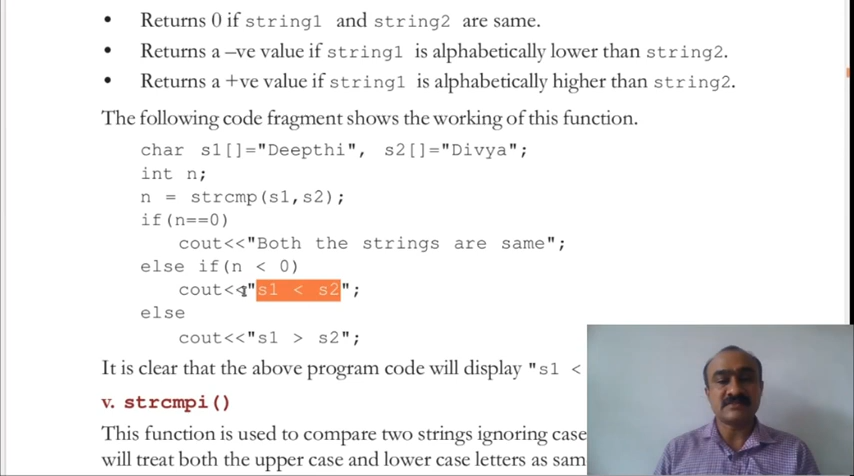 • Returns 0 if string1 and string2 are same.
• Returns a –ve value if string1 is alphabetically lower than string2.
• Returns a +ve value if string1 is alphabetically higher than string2.
The following code fragment shows the working of this function.
char s1[]="Deepthi", s2[]="Divya";
int n;
n = strcmp(s1,s2);
if(n==0)
cout<<"Both the strings are same";
else if(n < 0)
cout<<"s1 < s2";
else
cout<<"s1 > s2";
It is clear that the above program code will display "s1 <
v. strcmpi()
This function is used to compare two strings ignoring case
will treat both the upper case and lower case letters as sam